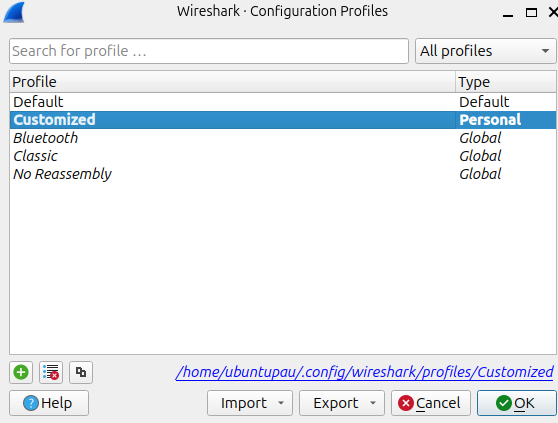 Wireshark · Configuration Profiles
Search for profile … All profiles
Profile Type
Default Default
Customized Personal
Bluetooth Global
Classic Global
No Reassembly Global
/home/ubuntupau/.config/wireshark/profiles/Customized
Help Import Export Cancel OK